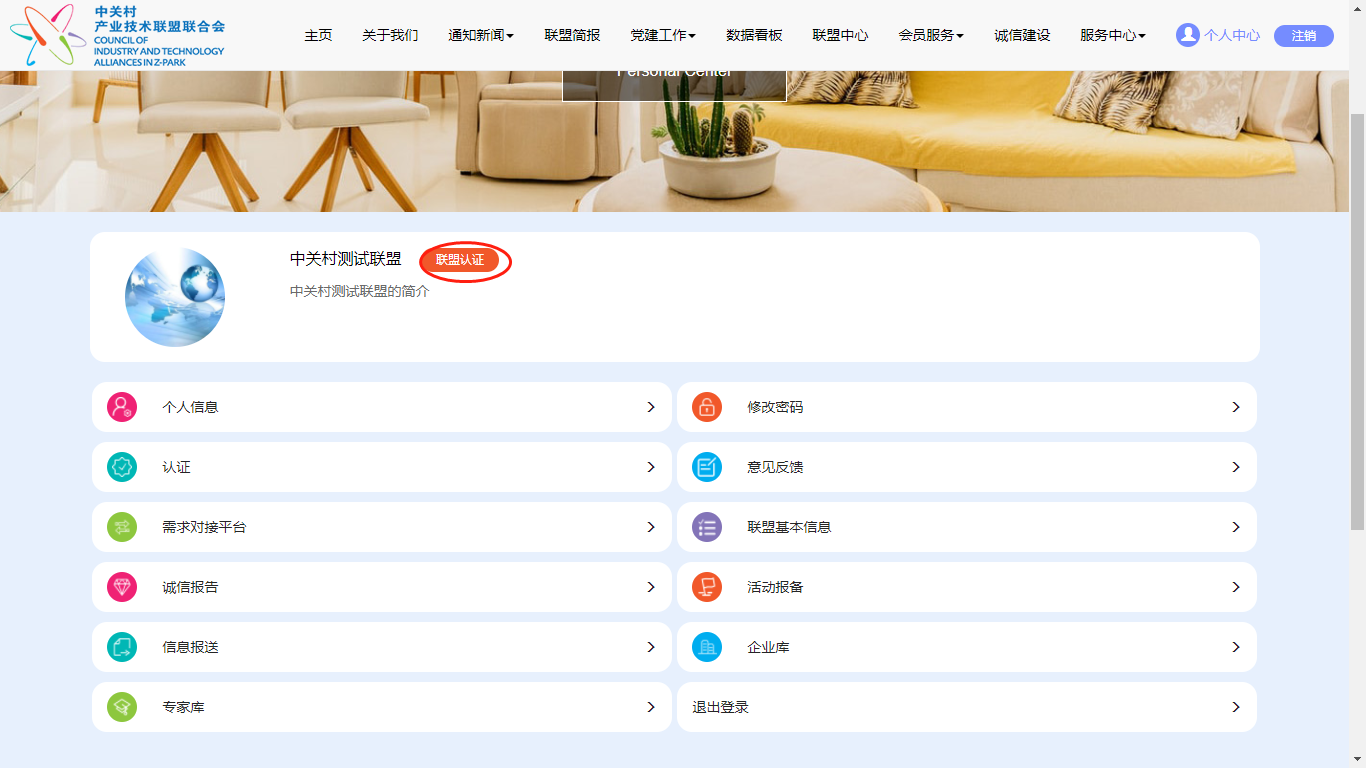 中关村
产业技术联盟联合会
COUNCIL OF
INDUSTRY AND TECHNOLOGY
ALLIANCES IN Z-PARK
主页 关于我们 通知新闻 联盟简报 党建工作 数据看板 联盟中心 会员服务 诚信建设 服务中心 个人中心 注销
Personal Center
中关村测试联盟 联盟认证
中关村测试联盟的简介
个人信息 修改密码
认证 意见反馈
需求对接平台 联盟基本信息
诚信报告 活动报备
信息报送 企业库
专家库 退出登录